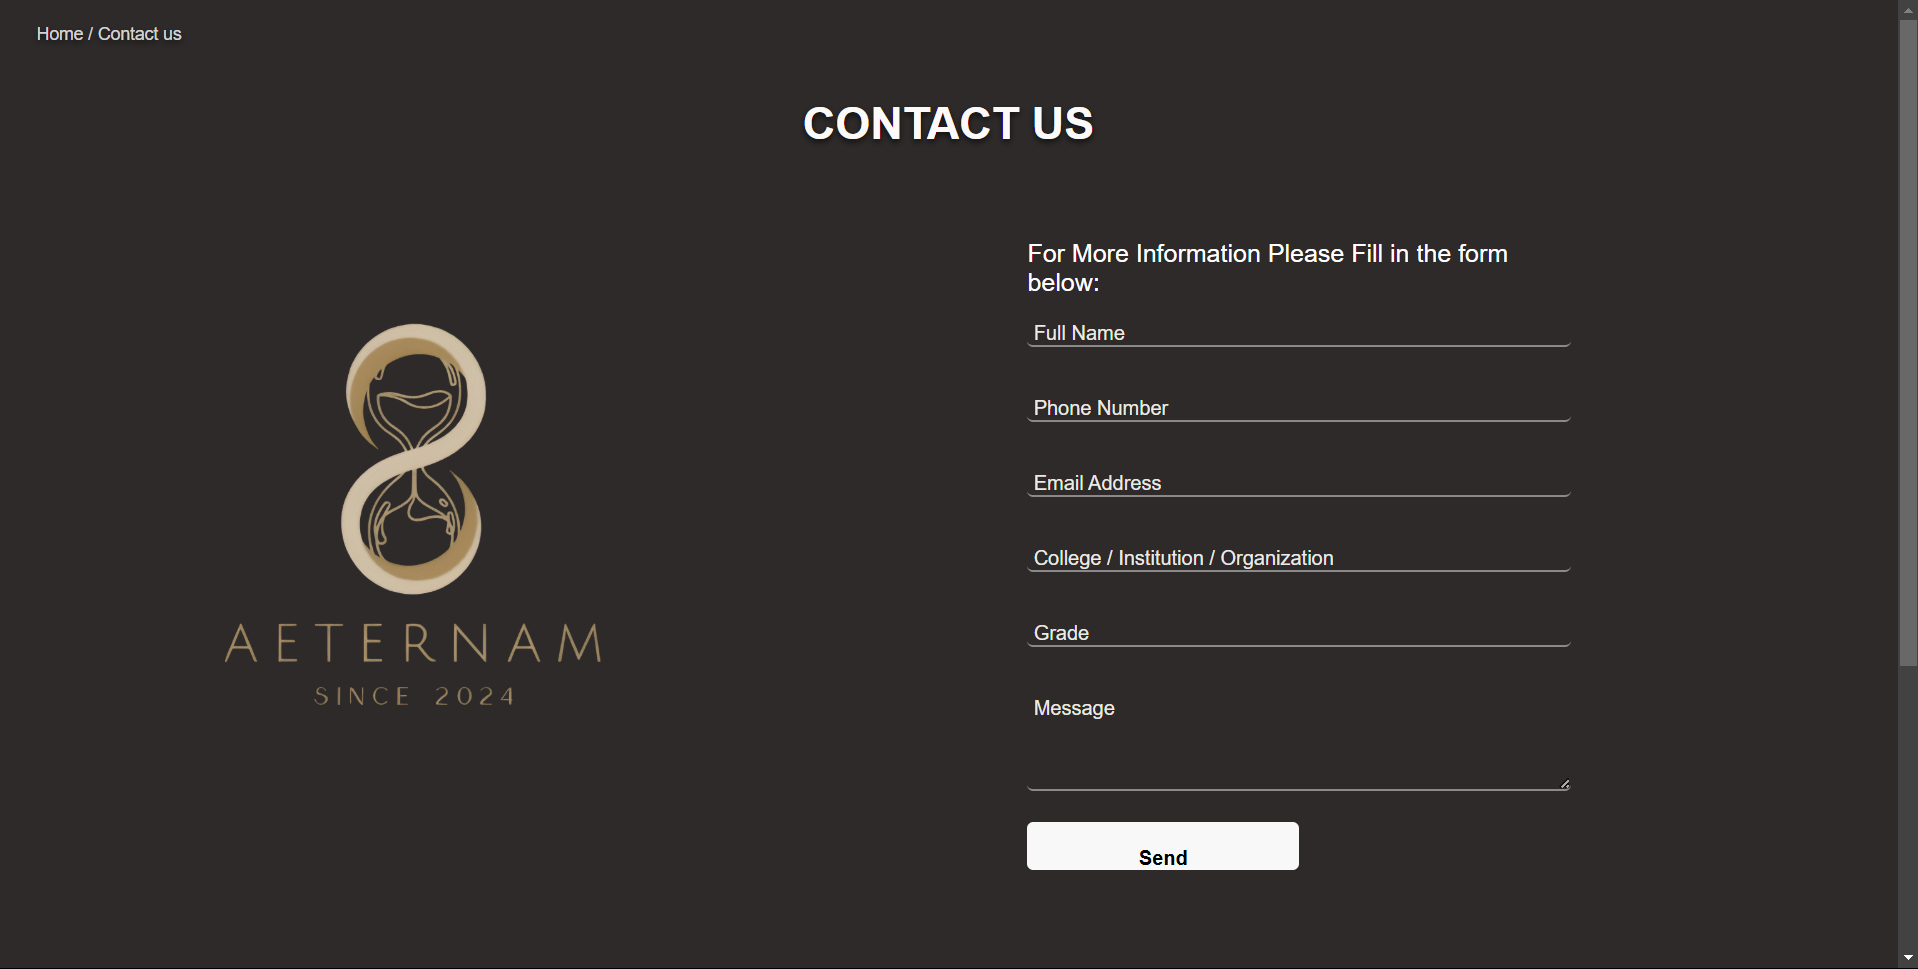 Home / Contact us
CONTACT US
For More Information Please Fill in the form
below:
Full Name
Phone Number
Email Address
College / Institution / Organization
Grade
Message
Send
AETERNAM
SINCE 2024